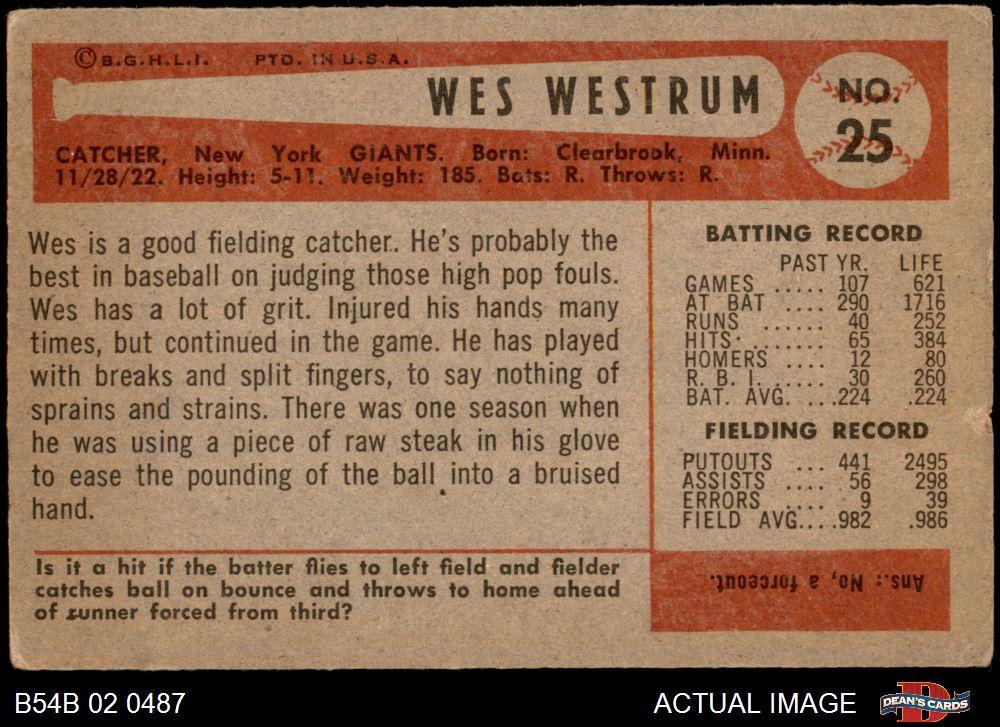 ©B.G.H.L.I. PTD. IN U.S.A.
WES WESTRUM
NO.
25
CATCHER, New York GIANTS. Born: Clearbrook, Minn.
11/28/22. Height: 5-11. Weight: 185. Bats: R. Throws: R.
Wes is a good fielding catcher. He's probably the
best in baseball on judging those high pop fouls.
Wes has a lot of grit. Injured his hands many
times, but continued in the game. He has played
with breaks and split fingers, to say nothing of
sprains and strains. There was one season when
he was using a piece of raw steak in his glove
to ease the pounding of the ball into a bruised
hand.
BATTING RECORD
PAST YR. LIFE
GAMES ..... 107 621
AT BAT .... 290 1716
RUNS ...... 40 252
HITS ....... 65 384
HOMERS .... 12 80
R. B. I. ..... 30 260
BAT. AVG. ... .224 .224
FIELDING RECORD
PUTOUTS ... 441 2495
ASSISTS .... 56 298
ERRORS .... 9 39
FIELD AVG. ... .982 .986
Is it a hit if the batter flies to left field and fielder
catches ball on bounce and throws to home ahead
of runner forced from third?
Ans.: No, a forceout.
B54B 02 0487
ACTUAL IMAGE
D
DEAN'S CARDS